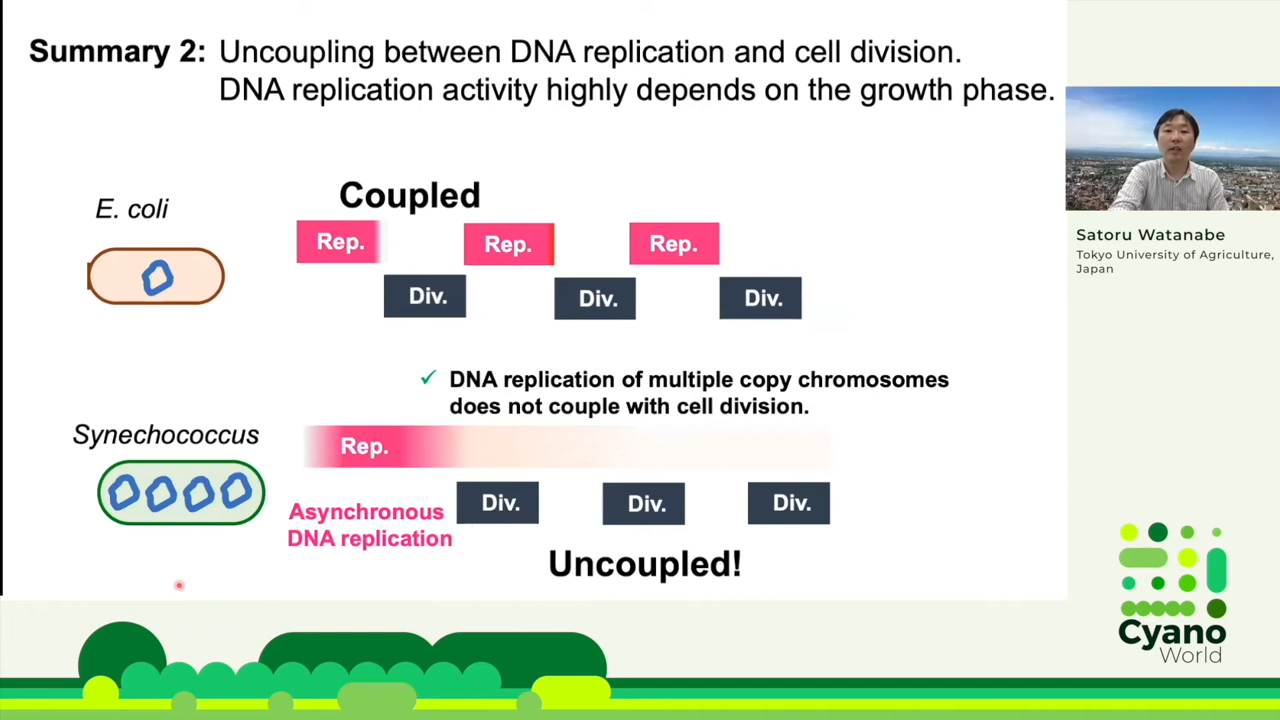 Summary 2: Uncoupling between DNA replication and cell division.
DNA replication activity highly depends on the growth phase.
Satoru Watanabe
Tokyo University of Agriculture,
Japan
E. coli
Coupled
Rep.
Rep.
Rep.
Div.
Div.
Div.
✓ DNA replication of multiple copy chromosomes
does not couple with cell division.
Synechococcus
Rep.
Div.
Div.
Div.
Asynchronous
DNA replication
Uncoupled!
Cyano
World